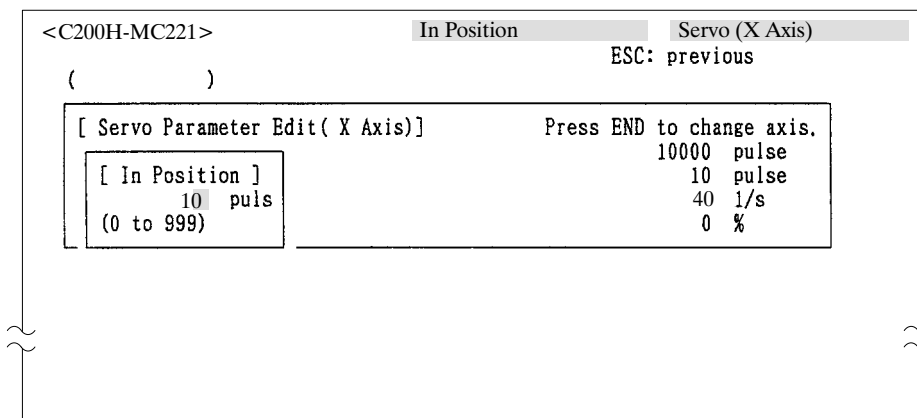 <C200H-MC221> In Position Servo (X Axis)
ESC: previous
( )
[ Servo Parameter Edit( X Axis)] Press END to change axis.
10000 pulse
[ In Position ] 10 pulse
10 puls 40 1/s
(0 to 999) 0 %